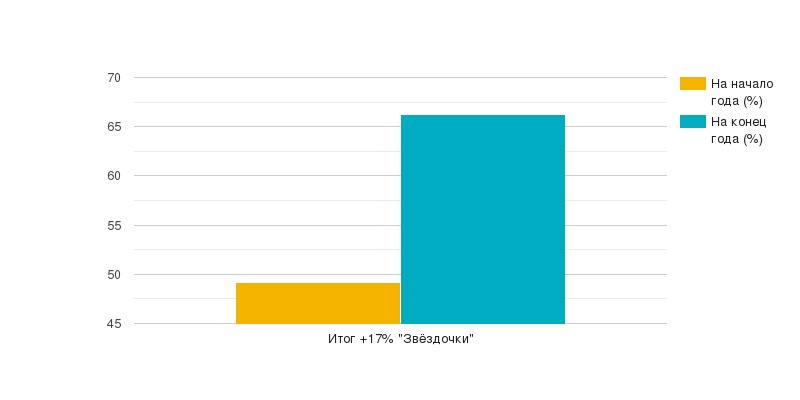 70
65
60
55
50
45
Итог +17% "Звёздочки"
На начало
года (%)
На конец
года (%)